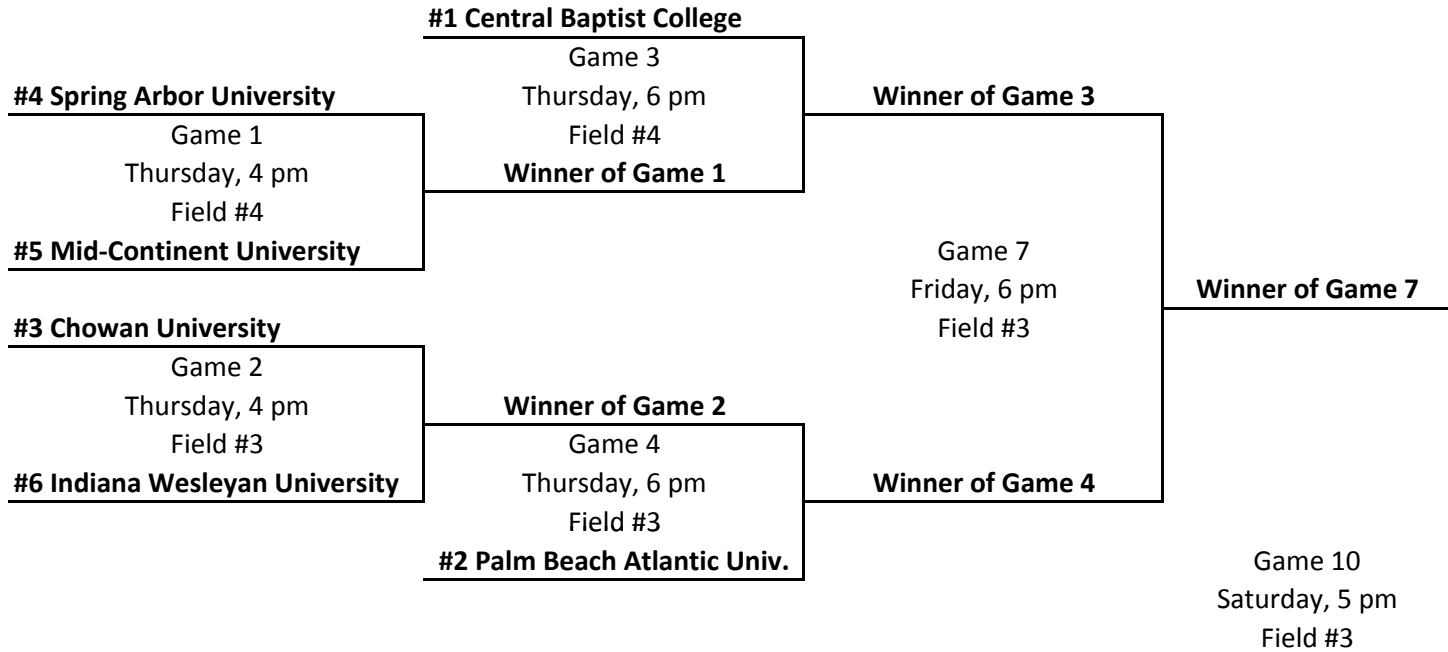 #1 Central Baptist College
Game 3
#4 Spring Arbor University
Thursday, 6 pm
Winner of Game 3
Game 1
Field #4
Thursday, 4 pm
Winner of Game 1
Field #4
#5 Mid-Continent University
Game 7
Friday, 6 pm
Winner of Game 7
#3 Chowan University
Field #3
Game 2
Thursday, 4 pm
Winner of Game 2
Field #3
Game 4
#6 Indiana Wesleyan University
Thursday, 6 pm
Winner of Game 4
Field #3
#2 Palm Beach Atlantic Univ.
Game 10
Saturday, 5 pm
Field #3